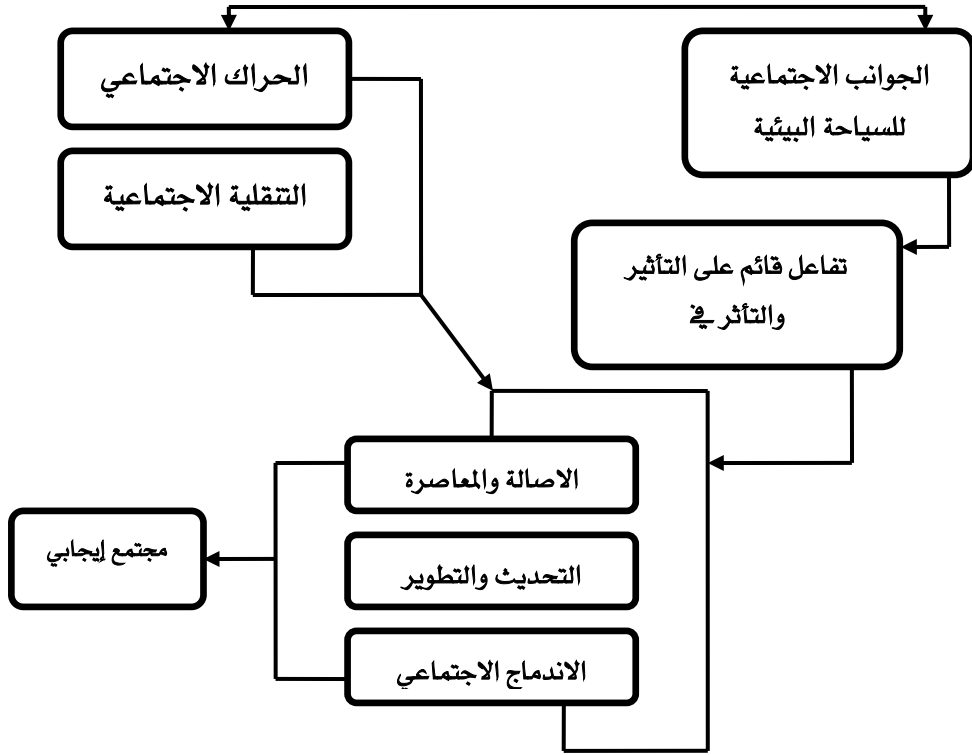 الجوانب الاجتماعية
للسياحة البيئية
الحراك الاجتماعي
التنقلية الاجتماعية
تفاعل قائم على التأثير
والتأثر في
الاصالة والمعاصرة
التحديث والتطوير
الاندماج الاجتماعي
مجتمع إيجابي